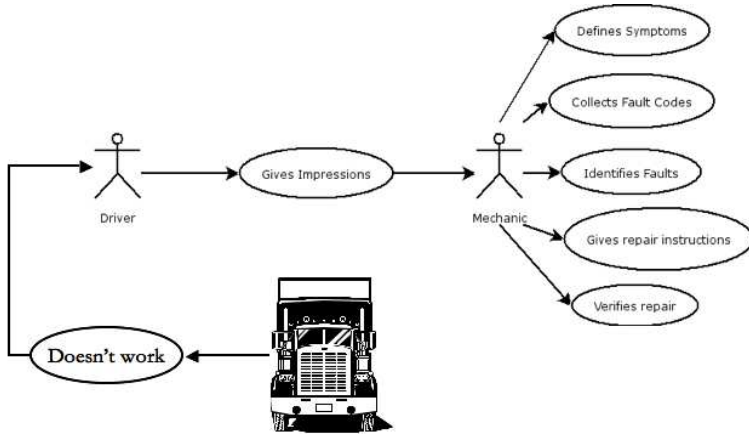 Defines Symptoms
Collects Fault Codes
Gives Impressions
Identifies Faults
Driver
Mechanic
Gives repair instructions
Verifies repair
Doesn't work